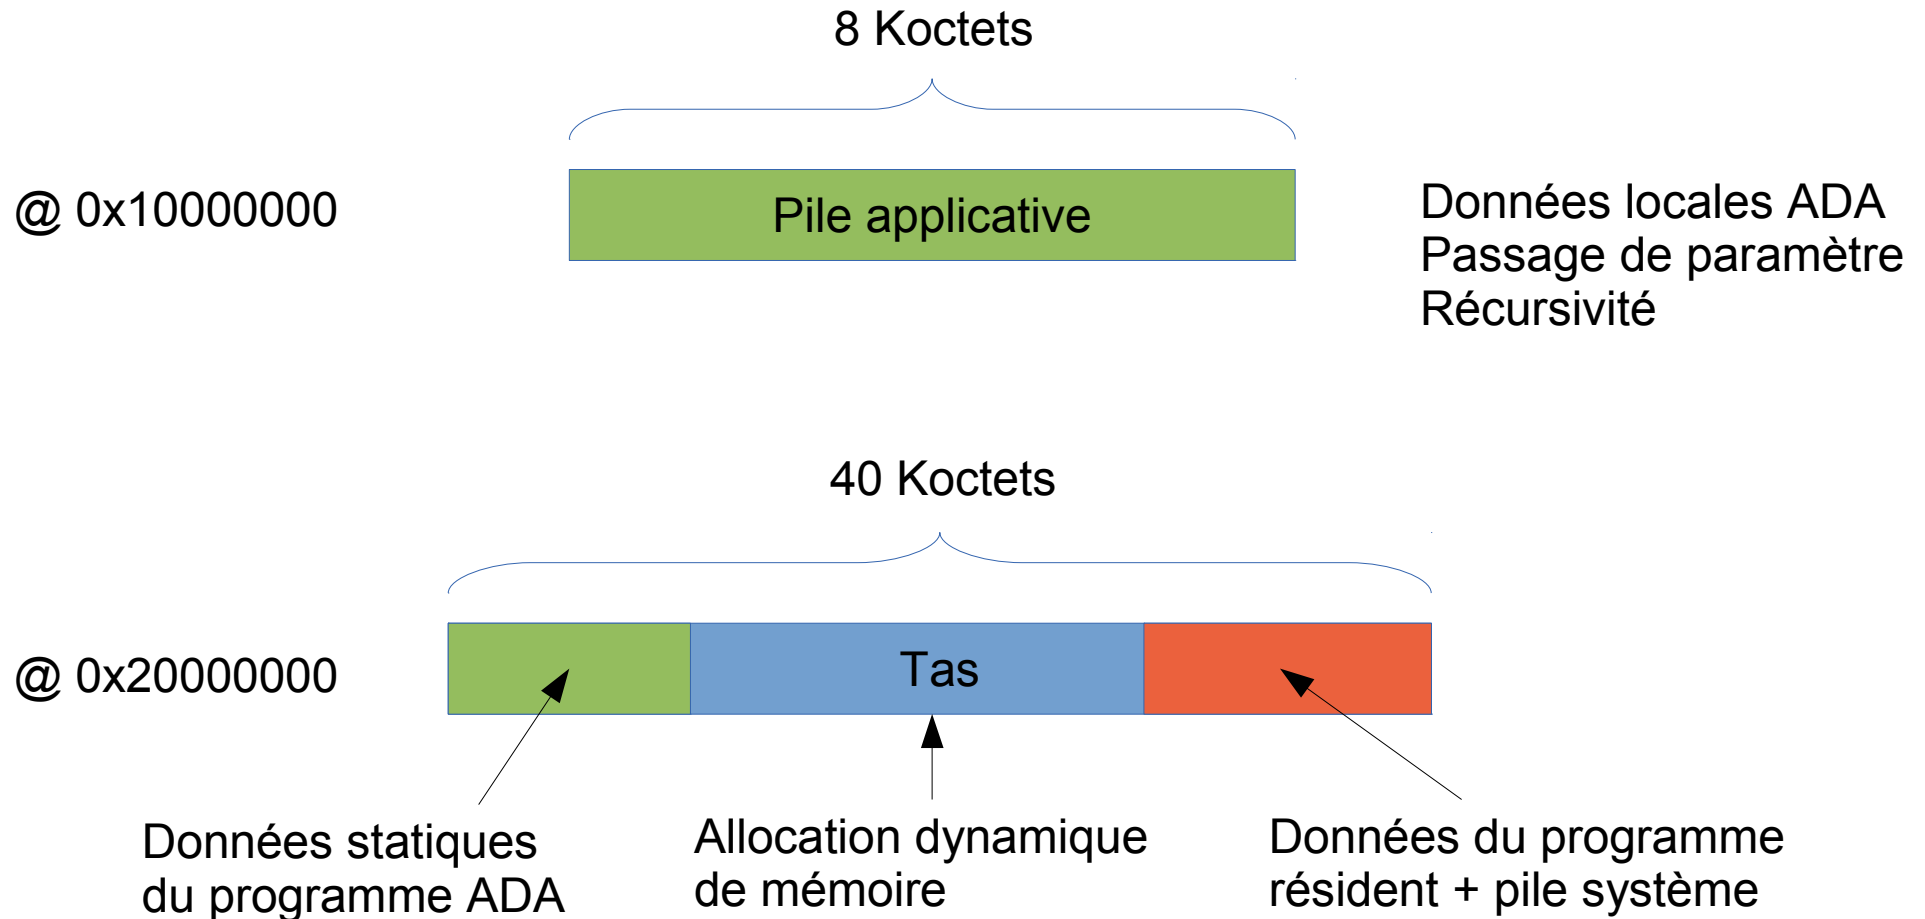 8 Koctets
@ 0x10000000
Pile applicative
Données locales ADA
Passage de paramètre
Récursivité
40 Koctets
@ 0x20000000
Tas
Données statiques
du programme ADA
Allocation dynamique
de mémoire
Données du programme
résident + pile système